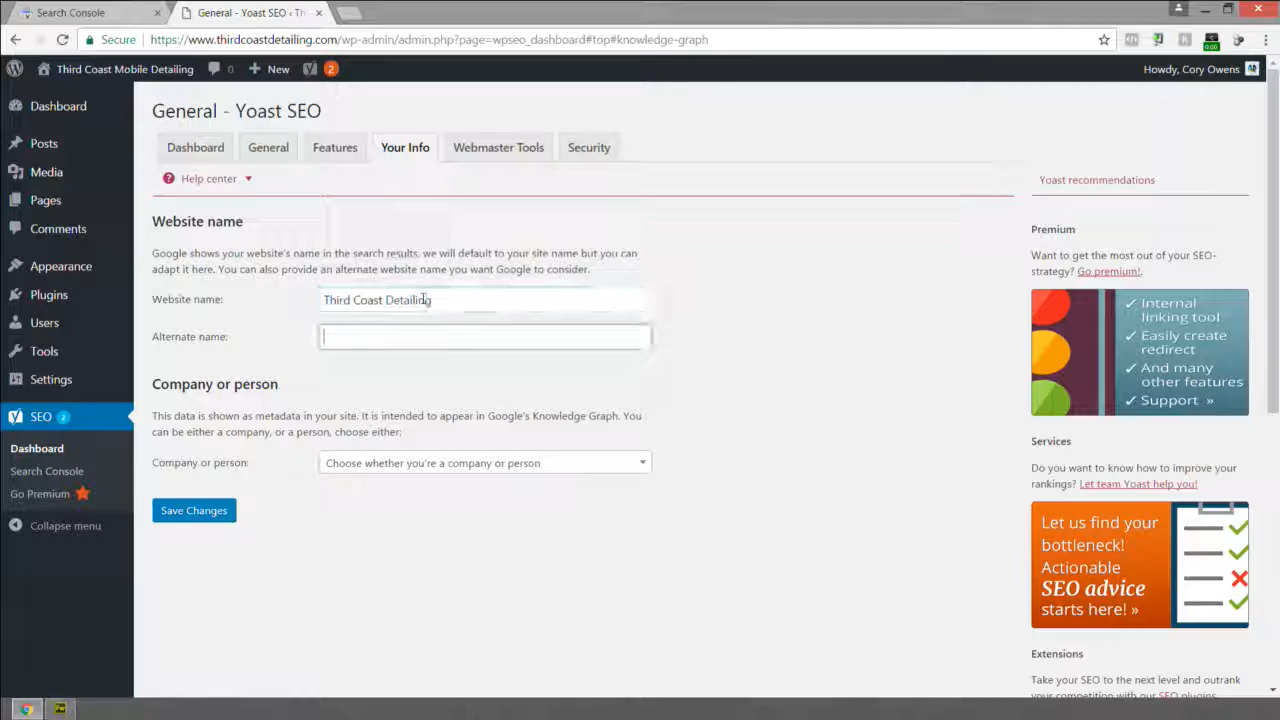 Search Console
General - Yoast SEO ‹ Th
Secure
https://www.thirdcoastdetailing.com/wp-admin/admin.php?page=wpseo_dashboard#top#knowledge-graph
0.00
Third Coast Mobile Detailing
0
New
2
Howdy, Cory Owens
Dashboard
Posts
Media
Pages
Comments
Appearance
Plugins
Users
Tools
Settings
SEO 2
Dashboard
Search Console
Go Premium
Collapse menu
General - Yoast SEO
Dashboard
General
Features
Your Info
Webmaster Tools
Security
Help center
Website name
Google shows your website's name in the search results, we will default to your site name but you can
adapt it here. You can also provide an alternate website name you want Google to consider.
Website name:
Third Coast Detailing
Alternate name:
Company or person
This data is shown as metadata in your site. It is intended to appear in Google's Knowledge Graph. You
can be either a company, or a person, choose either:
Company or person:
Choose whether you're a company or person
Save Changes
Yoast recommendations
Premium
Want to get the most out of your SEO-
strategy? Go premium!.
✓ Internal
linking tool
✓ Easily create
redirect
✓ And many
other features
✓ Support »
Services
Do you want to know how to improve your
rankings? Let team Yoast help you!
Let us find your
bottleneck!
Actionable
SEO advice
starts here! »
Extensions
Take your SEO to the next level and outrank
your competition with our SEO plugins.